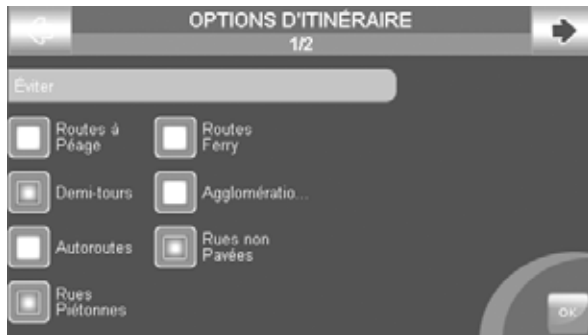 OPTIONS D'ITINÉRAIRE
1/2
Éviter
Routes à
Péage
Routes
Ferry
Demi-tours
Agglomératio...
Autoroutes
Rues non
Pavées
Rues
Piétonnes
OK